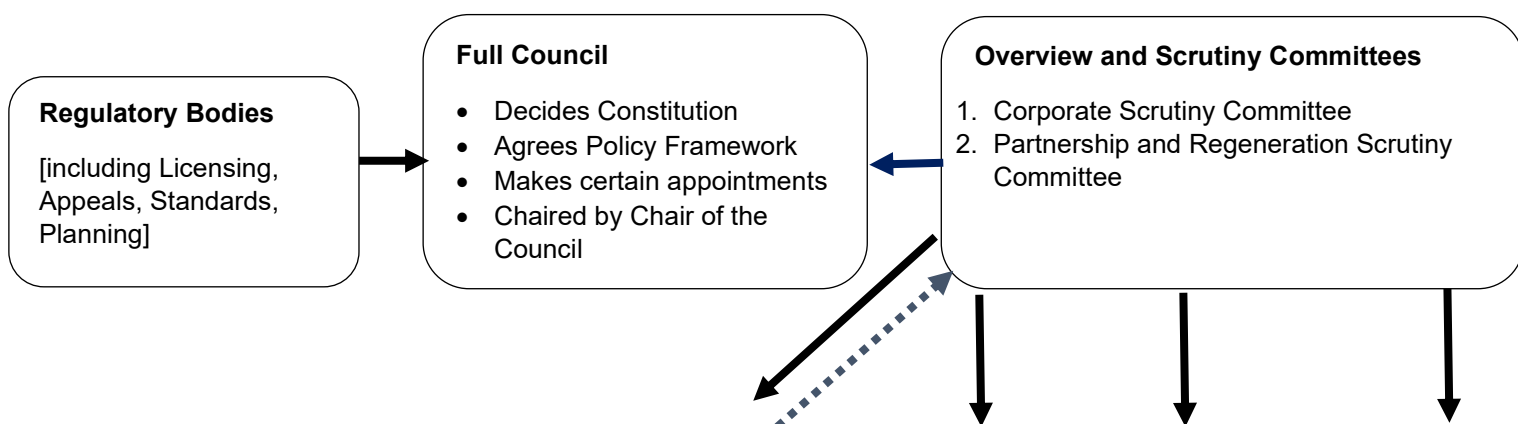 Regulatory Bodies
[including Licensing,
Appeals, Standards,
Planning]
Full Council
• Decides Constitution
• Agrees Policy Framework
• Makes certain appointments
• Chaired by Chair of the
Council
Overview and Scrutiny Committees
1. Corporate Scrutiny Committee
2. Partnership and Regeneration Scrutiny
Committee